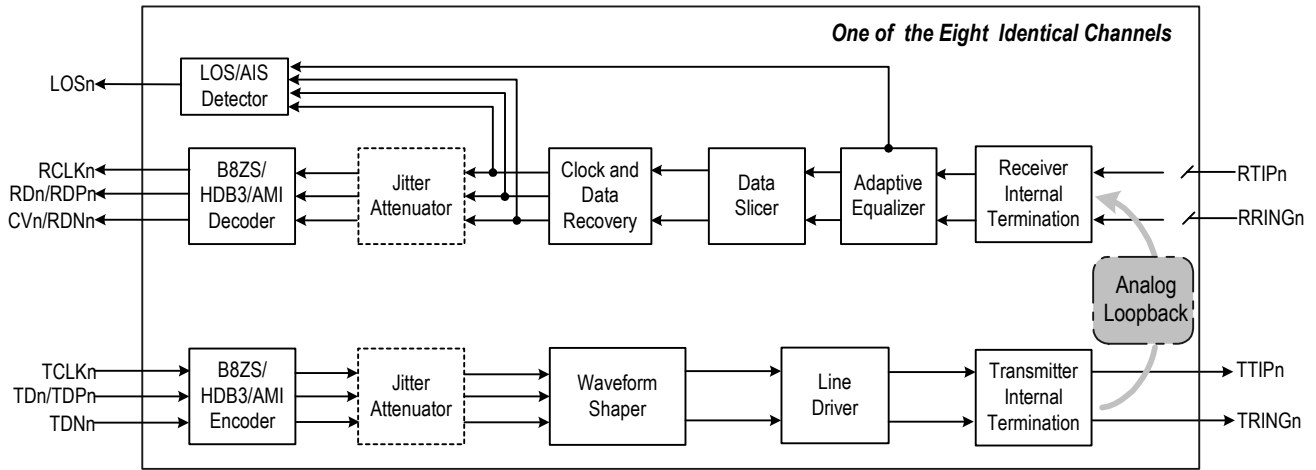 One of the Eight Identical Channels
LOSn
LOS/AIS
Detector
RCLKn
RDn/RDPn
CVn/RDNn
B8ZS/
HDB3/AMI
Decoder
Jitter
Attenuator
Clock and
Data
Recovery
Data
Slicer
Adaptive
Equalizer
Receiver
Internal
Termination
RTIPn
RRINGn
Analog
Loopback
TCLKn
TDn/TDPn
TDNn
B8ZS/
HDB3/AMI
Encoder
Jitter
Attenuator
Waveform
Shaper
Line
Driver
Transmitter
Internal
Termination
TTIPn
TRINGn